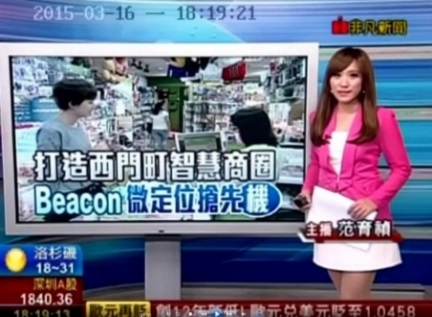 2015-03-16 — 18:19:21
非凡新聞
打造西門町智慧商圈
Beacon微定位搶先機
主播 范育禎
洛杉磯
18~31
深圳A股
1840.36
18:19:13
歐元再貶 創12年新低!歐元兌美元貶至1.0458